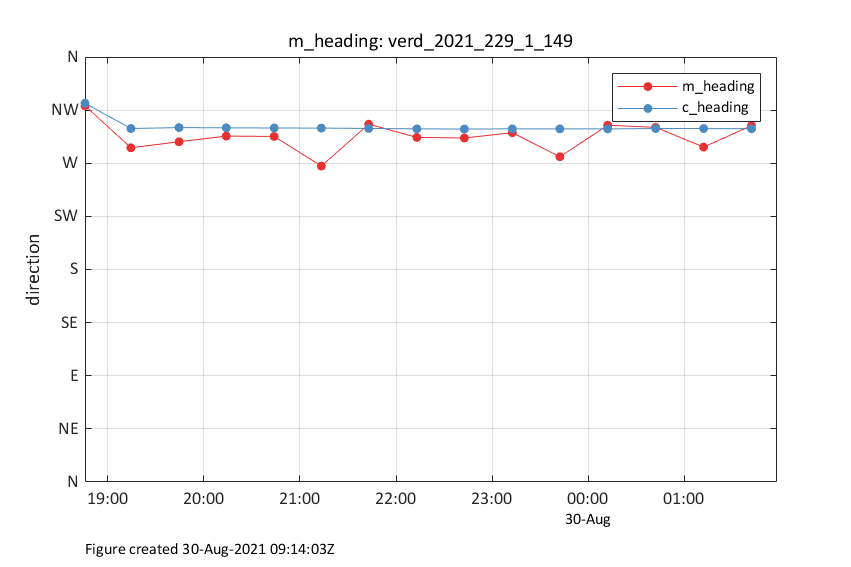 m_heading: verd_2021_229_1_149
N
NW
W
SW
S
SE
E
NE
N
direction
m_heading
c_heading
19:00 20:00 21:00 22:00 23:00 00:00 01:00
30-Aug
Figure created 30-Aug-2021 09:14:03Z